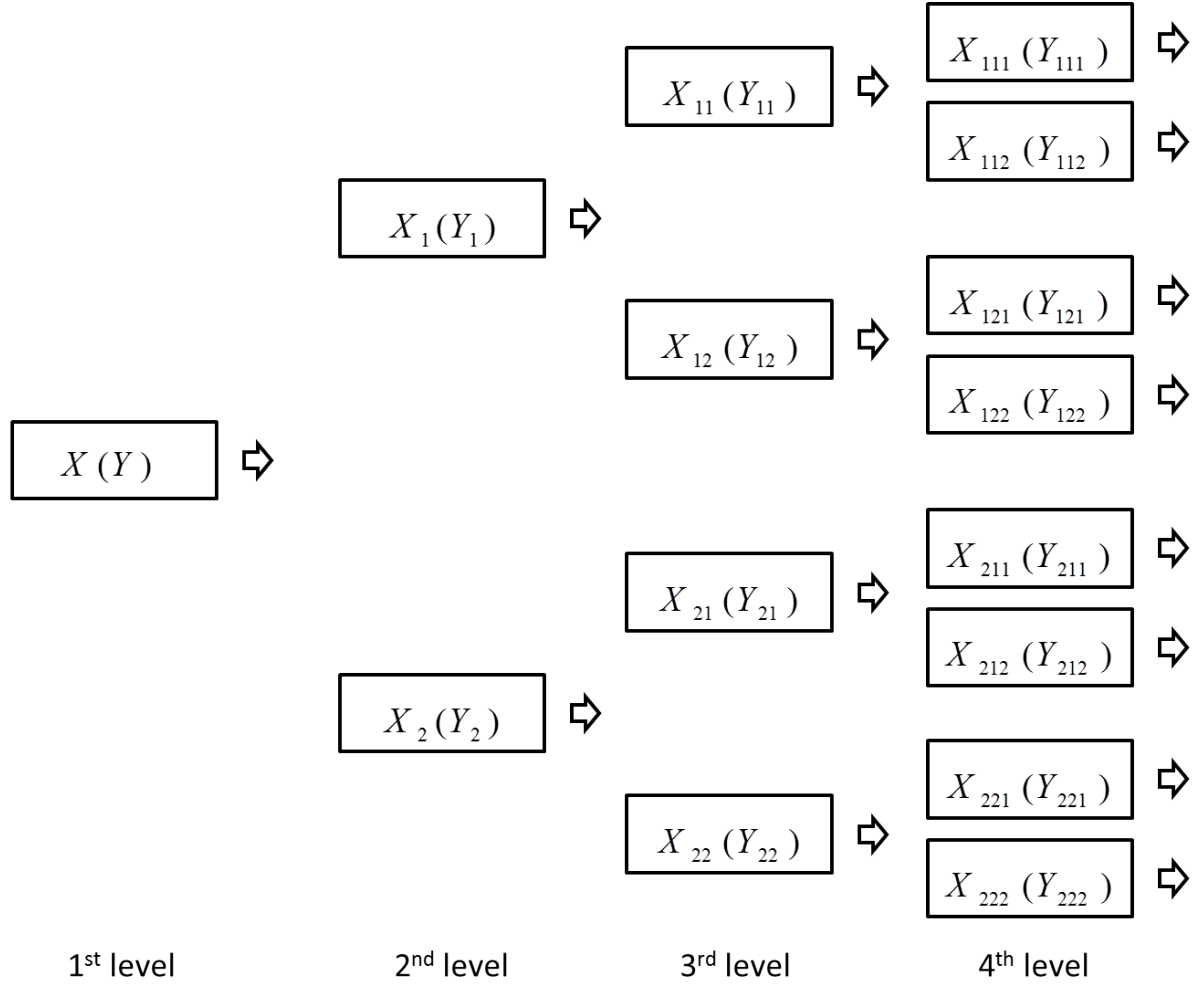 X₁₁₁ (Y₁₁₁)
X₁₁ (Y₁₁)
X₁₁₂ (Y₁₁₂)
X₁ (Y₁)
X₁₂₁ (Y₁₂₁)
X₁₂ (Y₁₂)
X₁₂₂ (Y₁₂₂)
X (Y)
X₂₁₁ (Y₂₁₁)
X₂₁ (Y₂₁)
X₂₁₂ (Y₂₁₂)
X₂ (Y₂)
X₂₂₁ (Y₂₂₁)
X₂₂ (Y₂₂)
X₂₂₂ (Y₂₂₂)
1st level 2nd level 3rd level 4th level